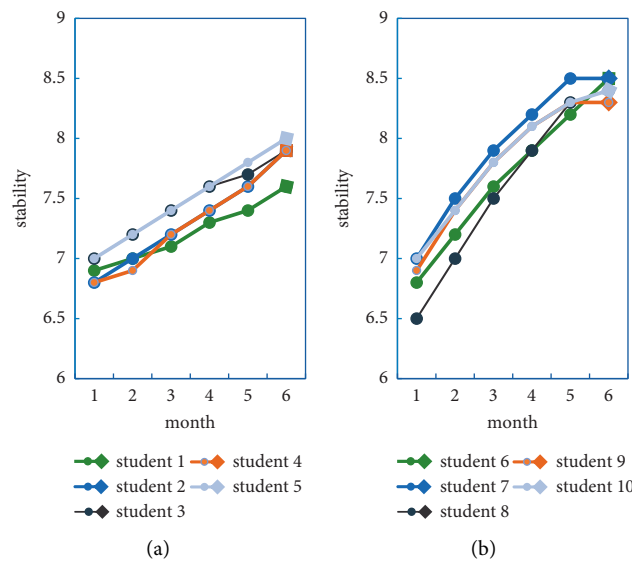 9
8.5
8
7.5
7
6.5
6
stability
1 2 3 4 5 6
month
student 1
student 4
student 2
student 5
student 3
(a)
9
8.5
8
7.5
7
6.5
6
stability
1 2 3 4 5 6
month
student 6
student 9
student 7
student 10
student 8
(b)